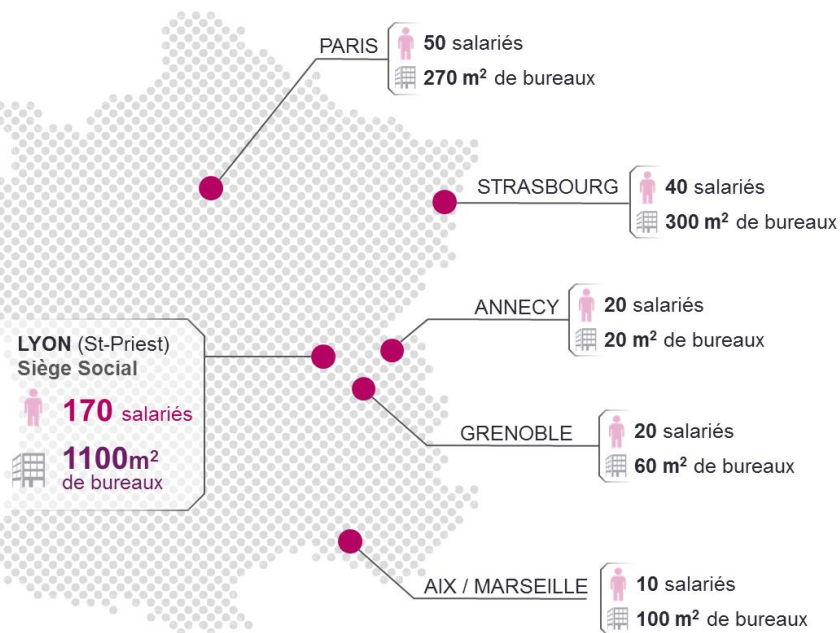 PARIS
50 salariés
270 m² de bureaux
STRASBOURG
40 salariés
300 m² de bureaux
ANNECY
20 salariés
20 m² de bureaux
LYON (St-Priest)
Siège Social
170 salariés
1100m²
de bureaux
GRENOBLE
20 salariés
60 m² de bureaux
AIX / MARSEILLE
10 salariés
100 m² de bureaux